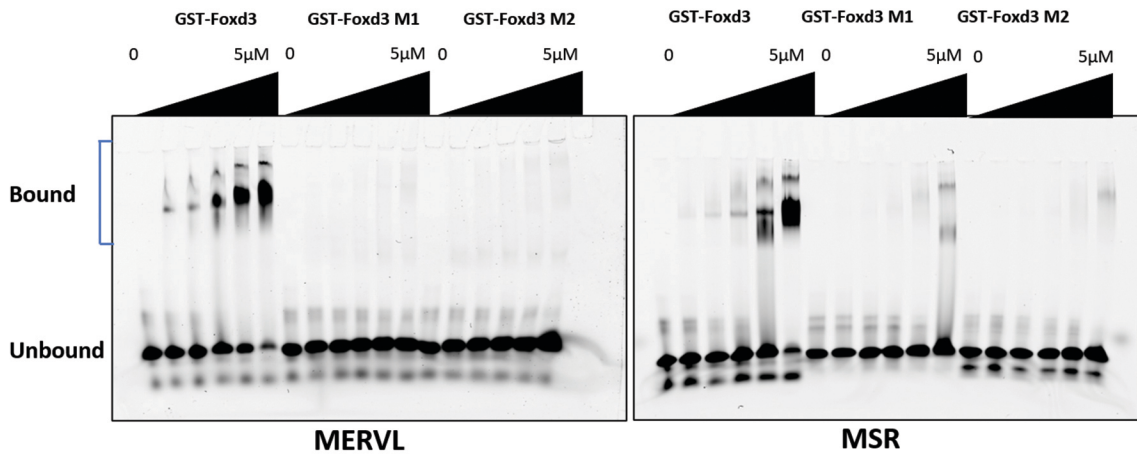 GST-Foxd3 GST-Foxd3 M1 GST-Foxd3 M2
0 5µM 0 5µM 0 5µM
GST-Foxd3 GST-Foxd3 M1 GST-Foxd3 M2
0 5µM 0 5µM 0 5µM
Bound
Unbound
MERVL
MSR